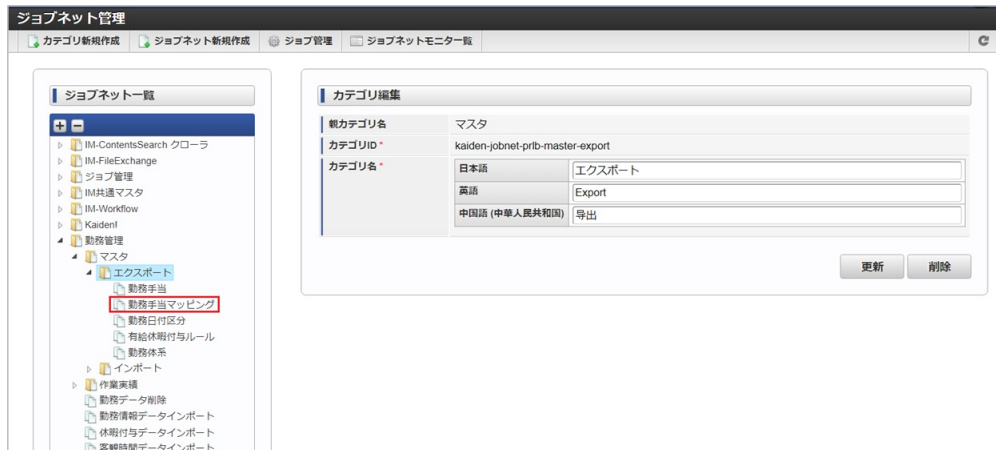 ジョブネット管理
カテゴリ新規作成 ジョブネット新規作成 ジョブ管理 ジョブネットモニタ一覧
ジョブネット一覧
IM-ContentsSearch クローラ
IM-FileExchange
ジョブ管理
IM共通マスタ
IM-Workflow
Kaiden!
勤務管理
マスタ
エクスポート
勤務手当
勤務手当マッピング
勤務日付区分
有給休暇付与ルール
勤務体系
インポート
作業実績
勤務データ削除
勤務情報データインポート
休暇付与データインポート
客観時間データインポート
カテゴリ編集
親カテゴリ名 マスタ
カテゴリID * kaiden-jobnet-prlb-master-export
カテゴリ名 * 日本語 エクスポート
英語 Export
中国語 (中華人民共和国) 导出
更新 削除